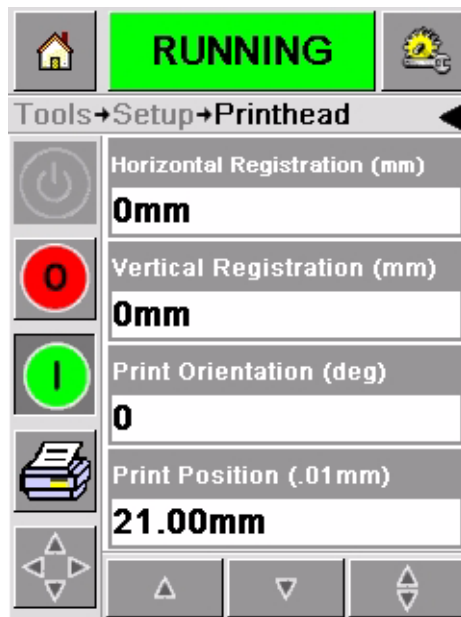 RUNNING
Tools→Setup→Printhead
Horizontal Registration (mm)
0mm
Vertical Registration (mm)
0mm
Print Orientation (deg)
0
Print Position (.01mm)
21.00mm
O
I